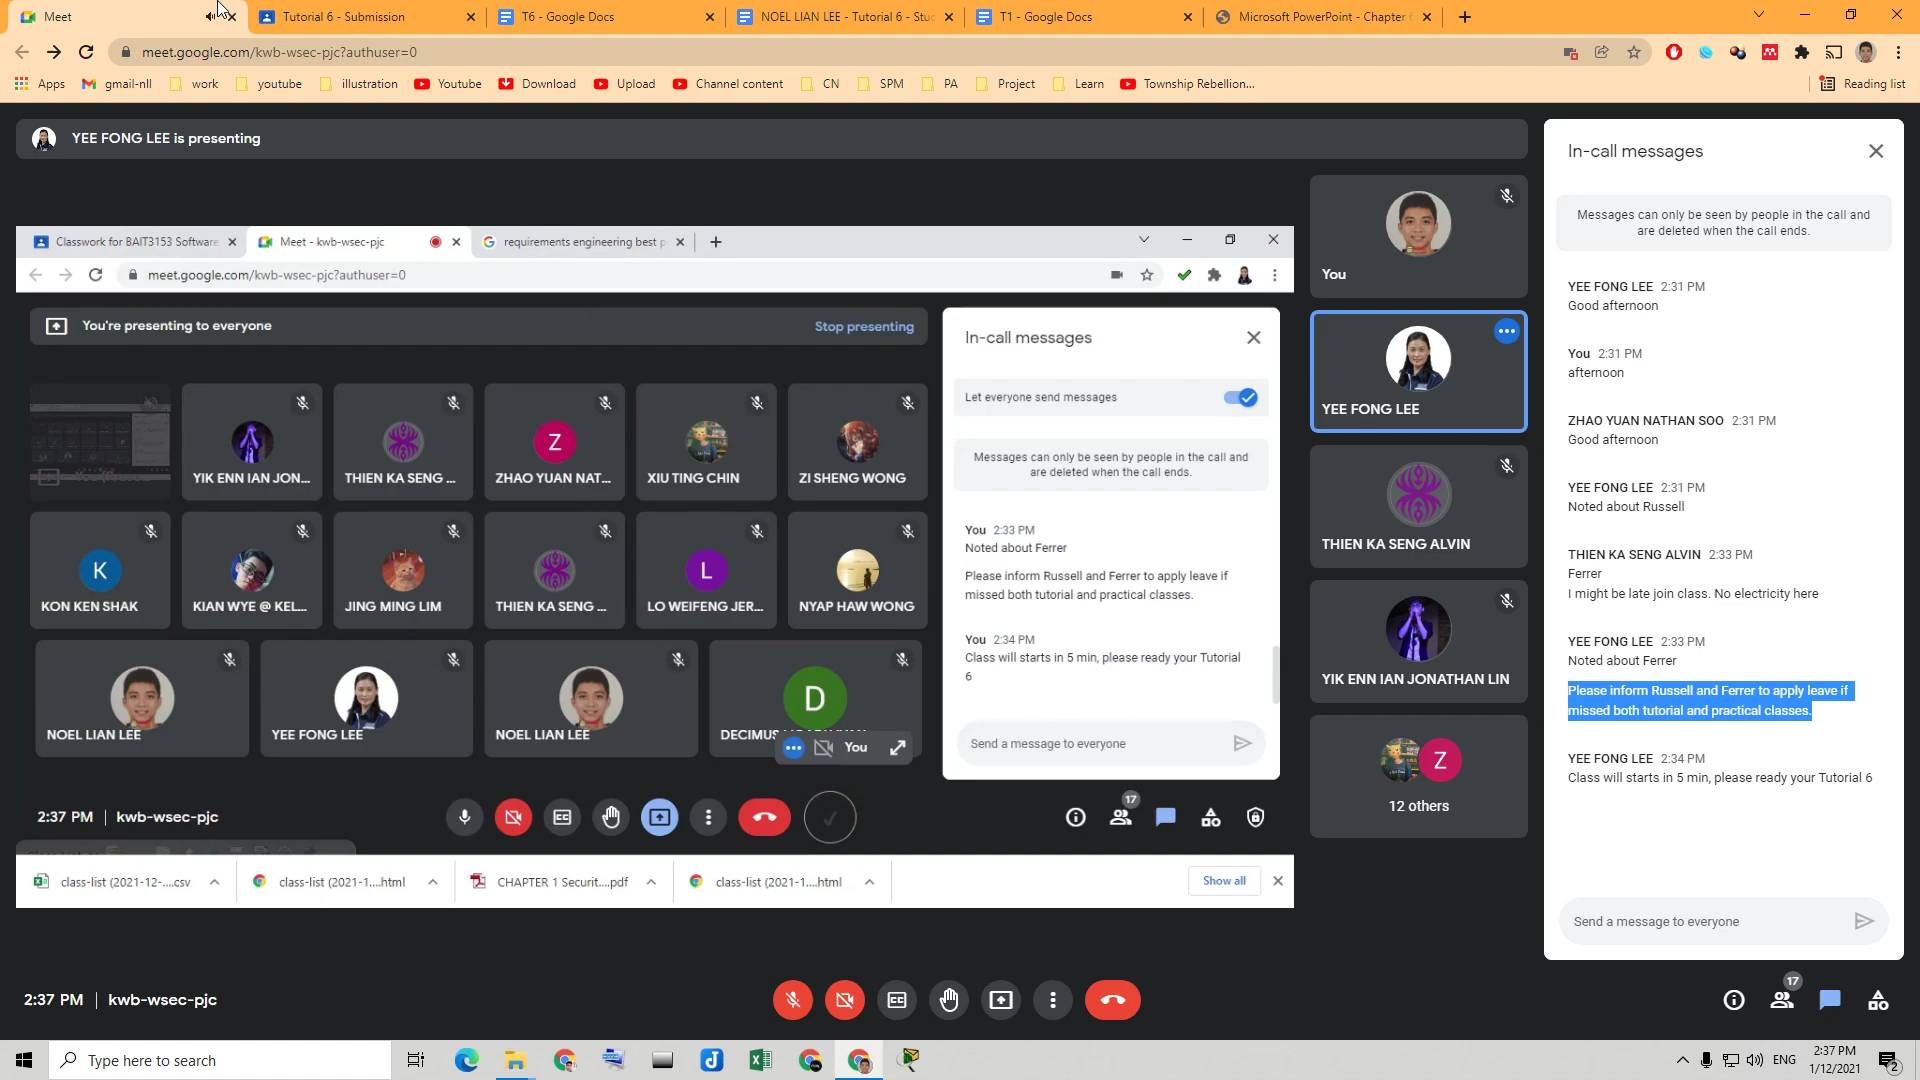 Meet
Tutorial 6 - Submission
T6 - Google Docs
NOEL LIAN LEE - Tutorial 6 - Stud
T1 - Google Docs
Microsoft PowerPoint - Chapter 6
meet.google.com/kwb-wsec-pjc?authuser=0
Apps
gmail-nll
work
youtube
illustration
Youtube
Download
Upload
Channel content
CN
SPM
PA
Project
Learn
Township Rebellion...
Reading list
YEE FONG LEE is presenting
Classwork for BAIT3153 Software
Meet - kwb-wsec-pjc
requirements engineering best p
meet.google.com/kwb-wsec-pjc?authuser=0
You're presenting to everyone
Stop presenting
YIK ENN IAN JON...
THIEN KA SENG ...
Z
ZHAO YUAN NAT...
XIU TING CHIN
ZI SHENG WONG
K
KON KEN SHAK
KIAN WYE @ KEL...
JING MING LIM
THIEN KA SENG ...
L
LO WEIFENG JER...
NYAP HAW WONG
NOEL LIAN LEE
YEE FONG LEE
NOEL LIAN LEE
D
You
In-call messages
Let everyone send messages
Messages can only be seen by people in the call and
are deleted when the call ends.
You 2:33 PM
Noted about Ferrer
Please inform Russell and Ferrer to apply leave if
missed both tutorial and practical classes.
You 2:34 PM
Class will starts in 5 min, please ready your Tutorial
6
Send a message to everyone
2:37 PM | kwb-wsec-pjc
17
class-list (2021-12-....csv
class-list (2021-1....html
CHAPTER 1 Securit....pdf
class-list (2021-1....html
Show all
You
YEE FONG LEE
THIEN KA SENG ALVIN
YIK ENN IAN JONATHAN LIN
Z
12 others
In-call messages
Messages can only be seen by people in the call and
are deleted when the call ends.
YEE FONG LEE 2:31 PM
Good afternoon
You 2:31 PM
afternoon
ZHAO YUAN NATHAN SOO 2:31 PM
Good afternoon
YEE FONG LEE 2:31 PM
Noted about Russell
THIEN KA SENG ALVIN 2:33 PM
Ferrer
I might be late join class. No electricity here
YEE FONG LEE 2:33 PM
Noted about Ferrer
Please inform Russell and Ferrer to apply leave if
missed both tutorial and practical classes.
YEE FONG LEE 2:34 PM
Class will starts in 5 min, please ready your Tutorial 6
Send a message to everyone
2:37 PM | kwb-wsec-pjc
17
Type here to search
ENG
2:37 PM
1/12/2021
2